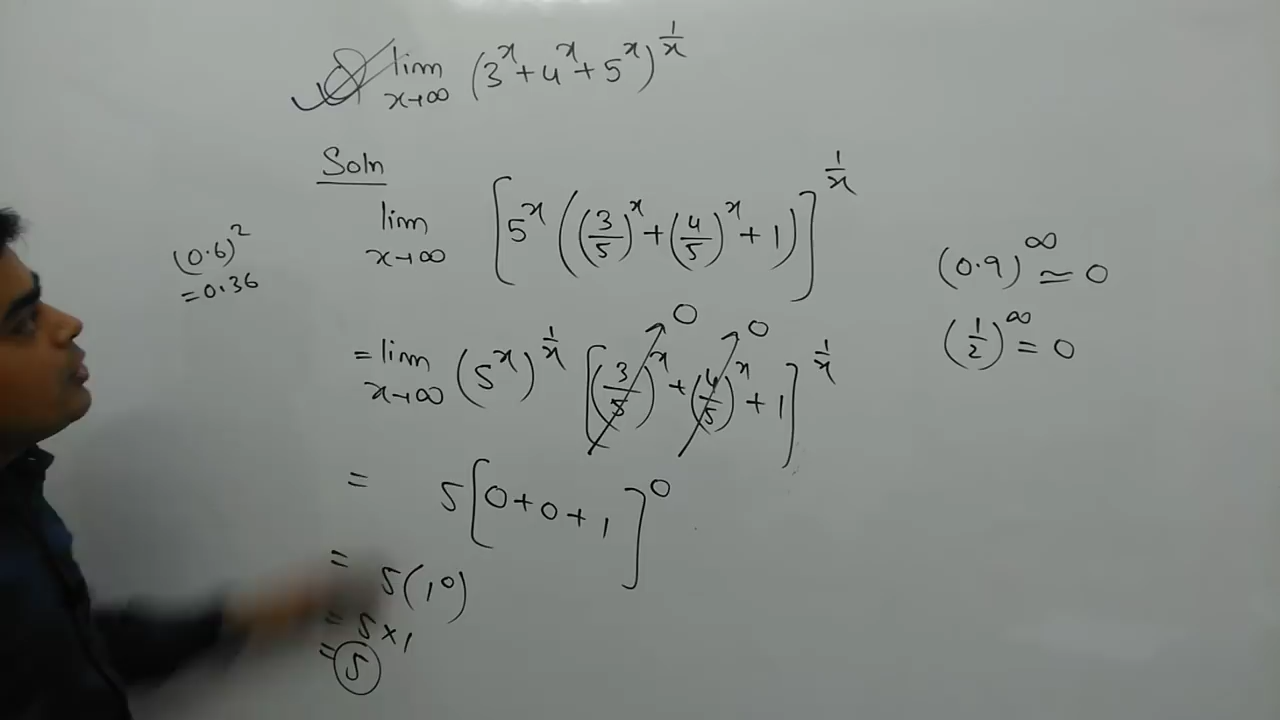 lim x→∞ (3^x + 4^x + 5^x)^(1/x)
Soln
lim x→∞ [5^x ((3/5)^x + (4/5)^x + 1)]^(1/x)
(0.6)^2
= 0.36
(0.9)^∞ ≃ 0
(1/2)^∞ = 0
= lim x→∞ (5^x)^(1/x) [(3/5)^x + (4/5)^x + 1]^(1/x)
0 0
= 5[0 + 0 + 1]^0
= 5(1^0)
= 5 × 1
= 5